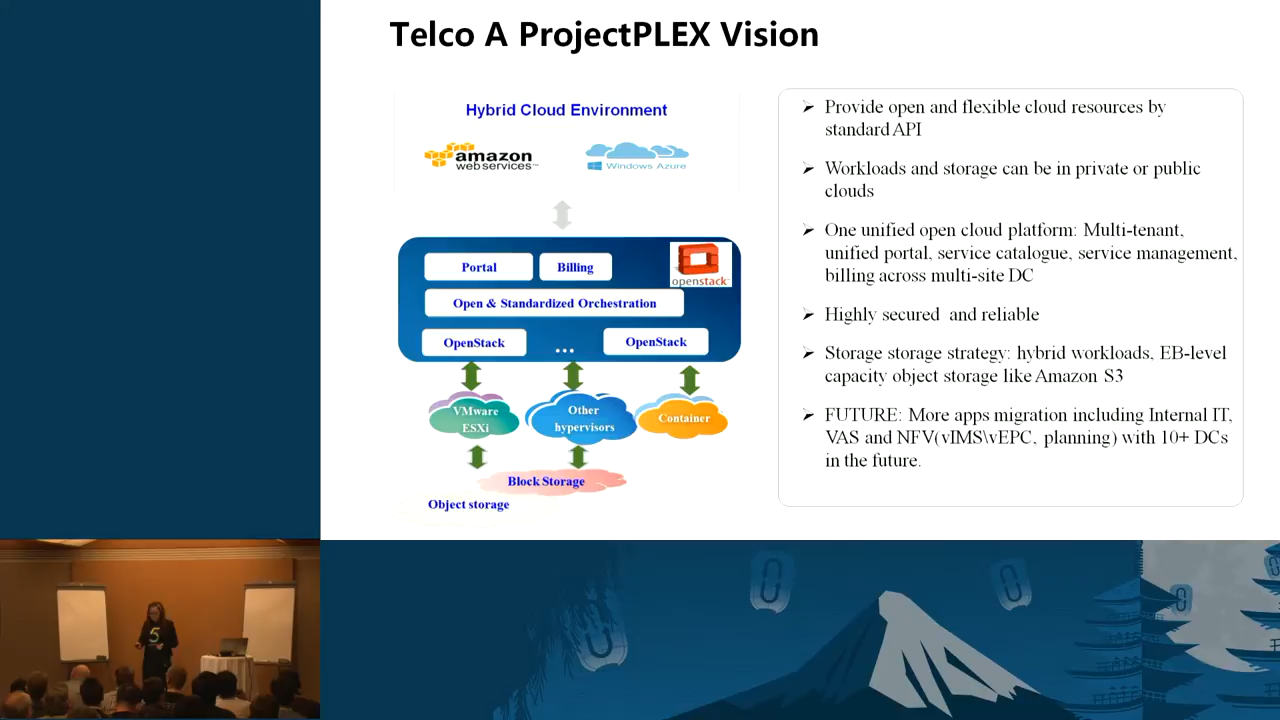 Telco A ProjectPLEX Vision
Hybrid Cloud Environment
amazon
webservices™
Windows Azure
Portal
Billing
openstack
Open & Standardized Orchestration
OpenStack
...
OpenStack
VMware
ESXi
Other
hypervisors
Container
Block Storage
Object storage
➢ Provide open and flexible cloud resources by
standard API
➢ Workloads and storage can be in private or public
clouds
➢ One unified open cloud platform: Multi-tenant,
unified portal, service catalogue, service management,
billing across multi-site DC
➢ Highly secured and reliable
➢ Storage storage strategy: hybrid workloads, EB-level
capacity object storage like Amazon S3
➢ FUTURE: More apps migration including Internal IT,
VAS and NFV(vIMS\vEPC, planning) with 10+ DCs
in the future.
5